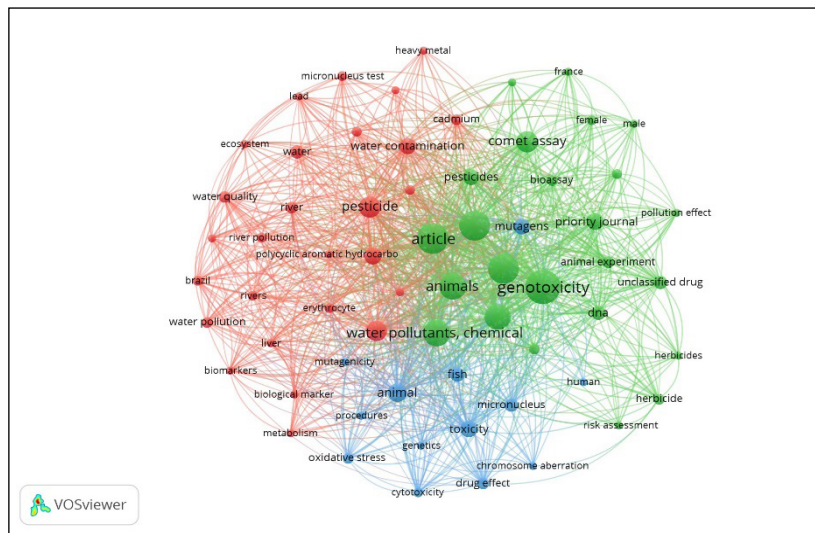 heavy metal
france
micronucleus test
lead
cadmium
female
male
ecosystem
water
water contamination
comet assay
pesticides
bioassay
water quality
river
pesticide
mutagens
priority journal
pollution effect
river pollution
article
polycyclic aromatic hydrocarbo
animal experiment
brazil
rivers
animals
genotoxicity
unclassified drug
erythrocyte
water pollution
water pollutants, chemical
dna
liver
mutagenicity
herbicides
biomarkers
fish
human
biological marker
animal
micronucleus
herbicide
procedures
metabolism
toxicity
risk assessment
genetics
oxidative stress
chromosome aberration
drug effect
cytotoxicity
VOSviewer